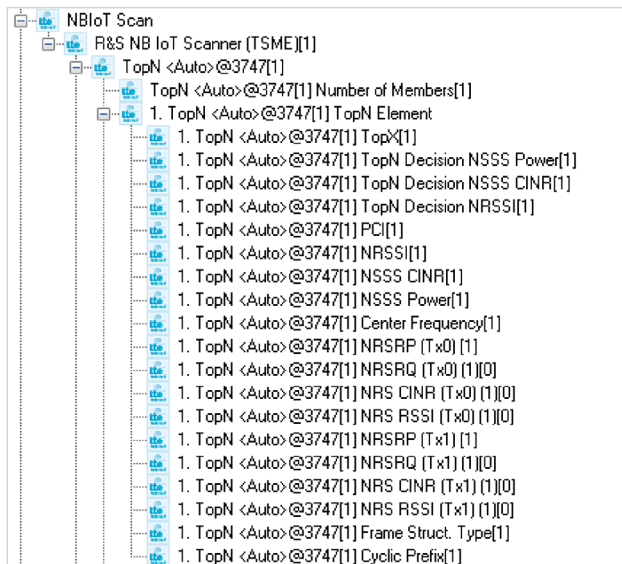 NBIoT Scan
R&S NB IoT Scanner (TSME)[1]
TopN <Auto>@3747[1]
TopN <Auto>@3747[1] Number of Members[1]
1. TopN <Auto>@3747[1] TopN Element
1. TopN <Auto>@3747[1] TopX[1]
1. TopN <Auto>@3747[1] TopN Decision NSSS Power[1]
1. TopN <Auto>@3747[1] TopN Decision NSSS CINR[1]
1. TopN <Auto>@3747[1] TopN Decision NRSSI[1]
1. TopN <Auto>@3747[1] PCI[1]
1. TopN <Auto>@3747[1] NRSSI[1]
1. TopN <Auto>@3747[1] NSSS CINR[1]
1. TopN <Auto>@3747[1] NSSS Power[1]
1. TopN <Auto>@3747[1] Center Frequency[1]
1. TopN <Auto>@3747[1] NRSRP (Tx0) [1]
1. TopN <Auto>@3747[1] NRSRQ (Tx0) (1)[0]
1. TopN <Auto>@3747[1] NRS CINR (Tx0) (1)[0]
1. TopN <Auto>@3747[1] NRS RSSI (Tx0) (1)[0]
1. TopN <Auto>@3747[1] NRSRP (Tx1) [1]
1. TopN <Auto>@3747[1] NRSRQ (Tx1) (1)[0]
1. TopN <Auto>@3747[1] NRS CINR (Tx1) (1)[0]
1. TopN <Auto>@3747[1] NRS RSSI (Tx1) (1)[0]
1. TopN <Auto>@3747[1] Frame Struct. Type[1]
1. TopN <Auto>@3747[1] Cyclic Prefix[1]